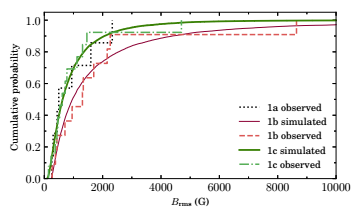 1.0
0.8
0.6
0.4
0.2
0.0
Cumulative probability
1a observed
1b simulated
1b observed
1c simulated
1c observed
0
2000
4000
6000
8000
10000
Brms (G)